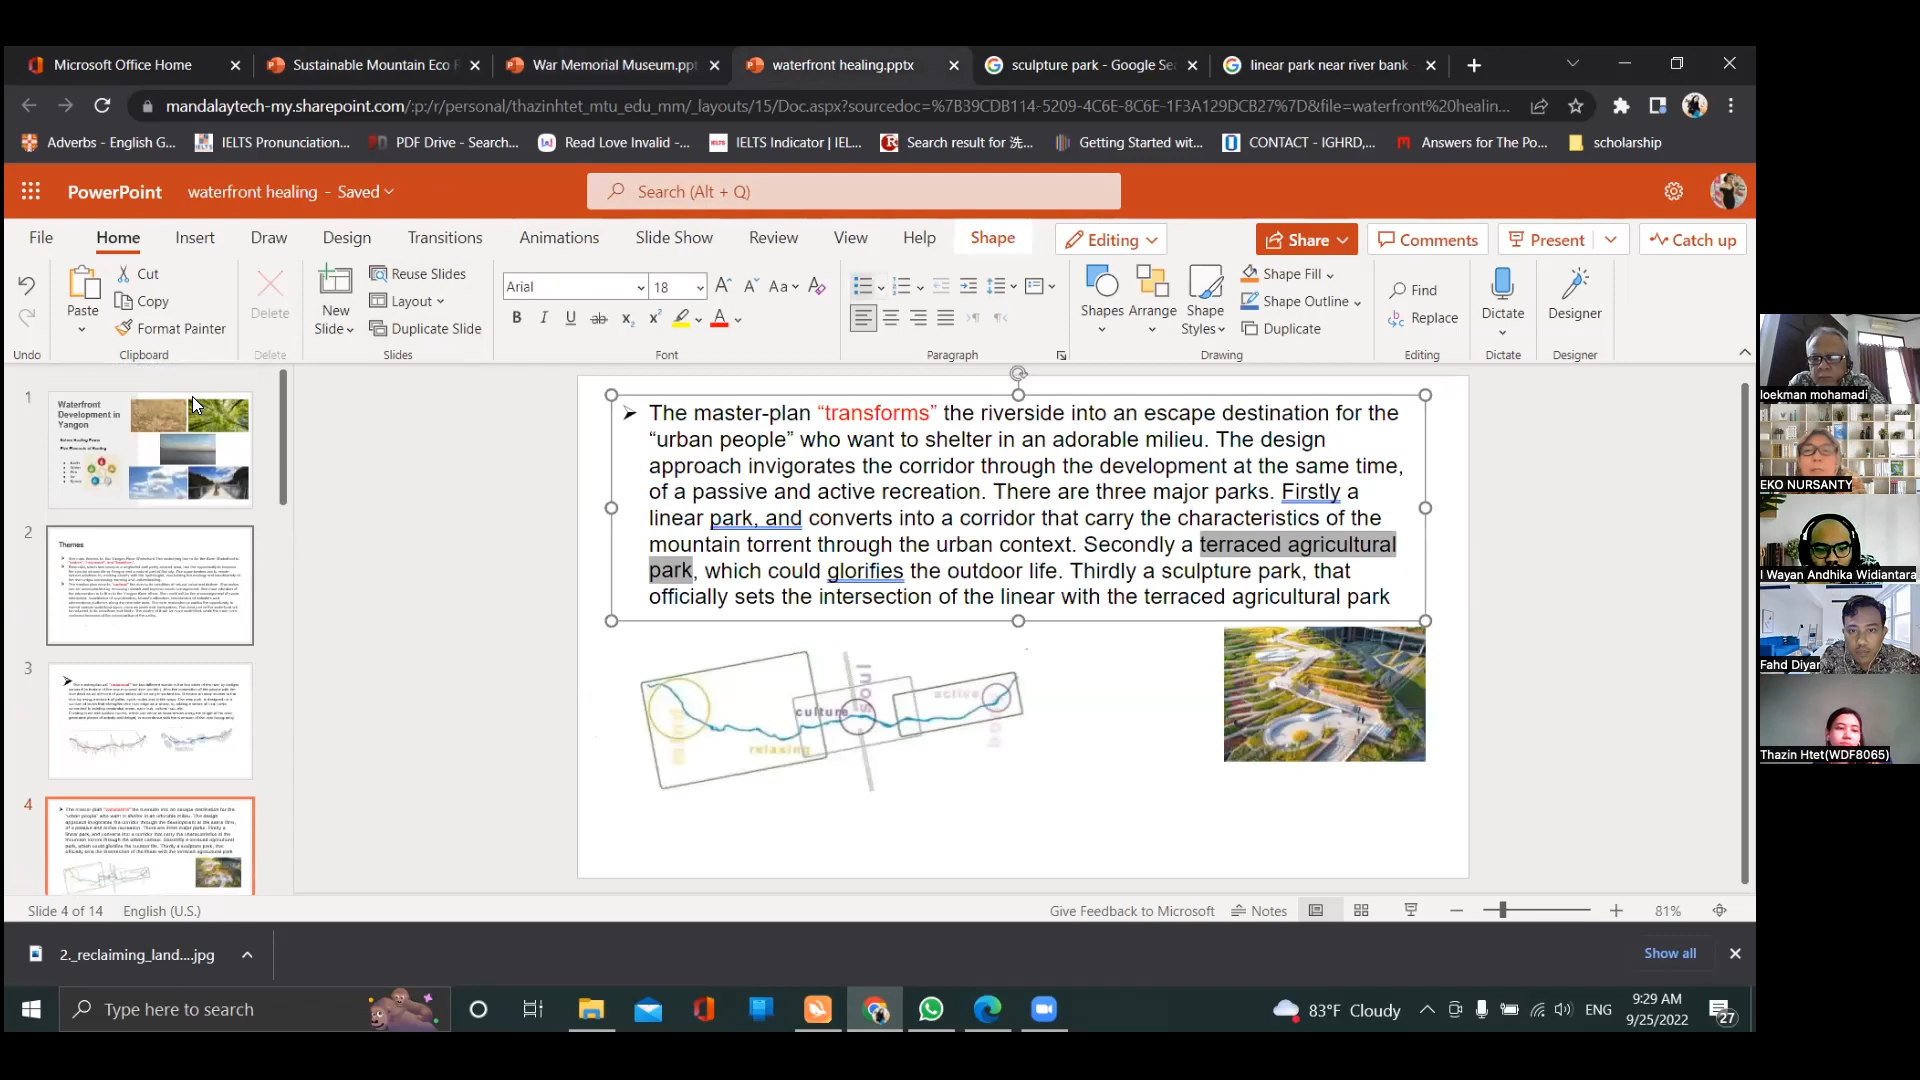 Microsoft Office Home
Sustainable Mountain Eco
War Memorial Museum.ppt
waterfront healing.pptx
sculpture park - Google Se
linear park near river bank
mandalaytech-my.sharepoint.com/:p:/r/personal/thazinhtet_mtu_edu_mm/_layouts/15/Doc.aspx?sourcedoc=%7B39CDB114-5209-4C6E-8C6E-1F3A129DCB27%7D&file=waterfront%20healin...
Adverbs - English G...
IELTS Pronunciation...
PDF Drive - Search...
Read Love Invalid -...
IELTS Indicator | IEL...
Search result for 洗...
Getting Started wit...
CONTACT - IGHRD,...
Answers for The Po...
scholarship
PowerPoint
waterfront healing - Saved
Search (Alt + Q)
File Home Insert Draw Design Transitions Animations Slide Show Review View Help Shape
Editing
Share
Comments
Present
Catch up
Undo
Paste
Cut
Copy
Format Painter
Clipboard
Delete
Delete
New Slide
Reuse Slides
Layout
Duplicate Slide
Slides
Arial
18
Font
Paragraph
Shapes
Arrange
Shape Styles
Shape Fill
Shape Outline
Duplicate
Drawing
Find
Replace
Editing
Dictate
Dictate
Designer
Designer
1
Waterfront
Development in
Yangon
2
Themes
3
4
The master-plan “transforms” the riverside into an escape destination for the
“urban people” who want to shelter in an adorable milieu. The design
approach invigorates the corridor through the development at the same time,
of a passive and active recreation. There are three major parks. Firstly a
linear park, and converts into a corridor that carry the characteristics of the
mountain torrent through the urban context. Secondly a terraced agricultural
park, which could glorifies the outdoor life. Thirdly a sculpture park, that
officially sets the intersection of the linear with the terraced agricultural park
mind
relaxing
culture
soul
active
body
loekman mohamadi
EKO NURSANTY
I Wayan Andhika Widiantara
Fahd Diyar
Thazin Htet(WDF8065)
Slide 4 of 14
English (U.S.)
Give Feedback to Microsoft
Notes
81%
2._reclaiming_land....jpg
Show all
Type here to search
83°F Cloudy
ENG
9:29 AM
9/25/2022
27